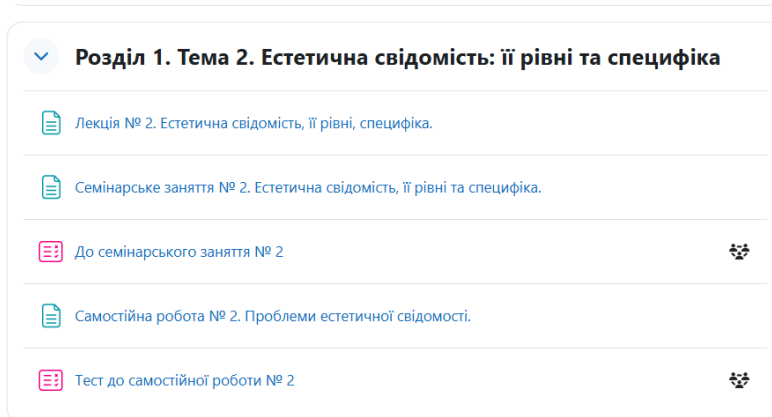 Розділ 1. Тема 2. Естетична свідомість: її рівні та специфіка
Лекція № 2. Естетична свідомість, її рівні, специфіка.
Семінарське заняття № 2. Естетична свідомість, її рівні та специфіка.
До семінарського заняття № 2
Самостійна робота № 2. Проблеми естетичної свідомості.
Тест до самостійної роботи № 2